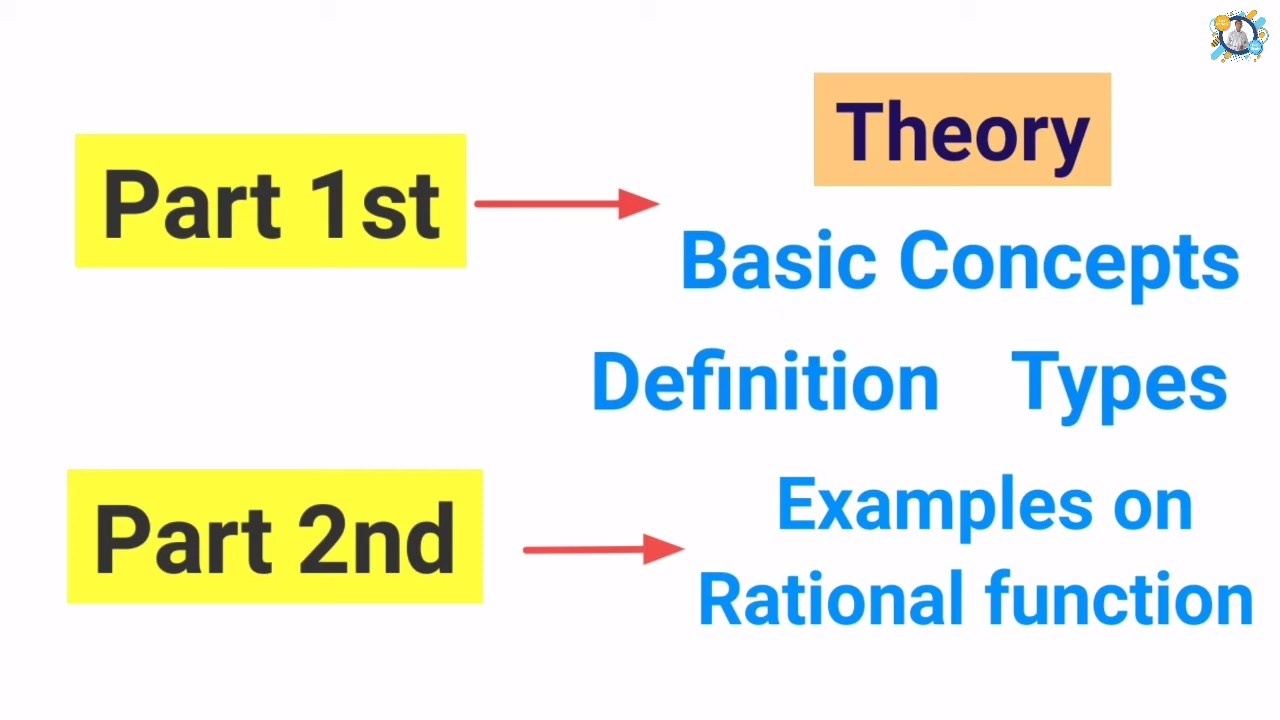 Theory
Part 1st
Basic Concepts
Definition Types
Part 2nd
Examples on
Rational function